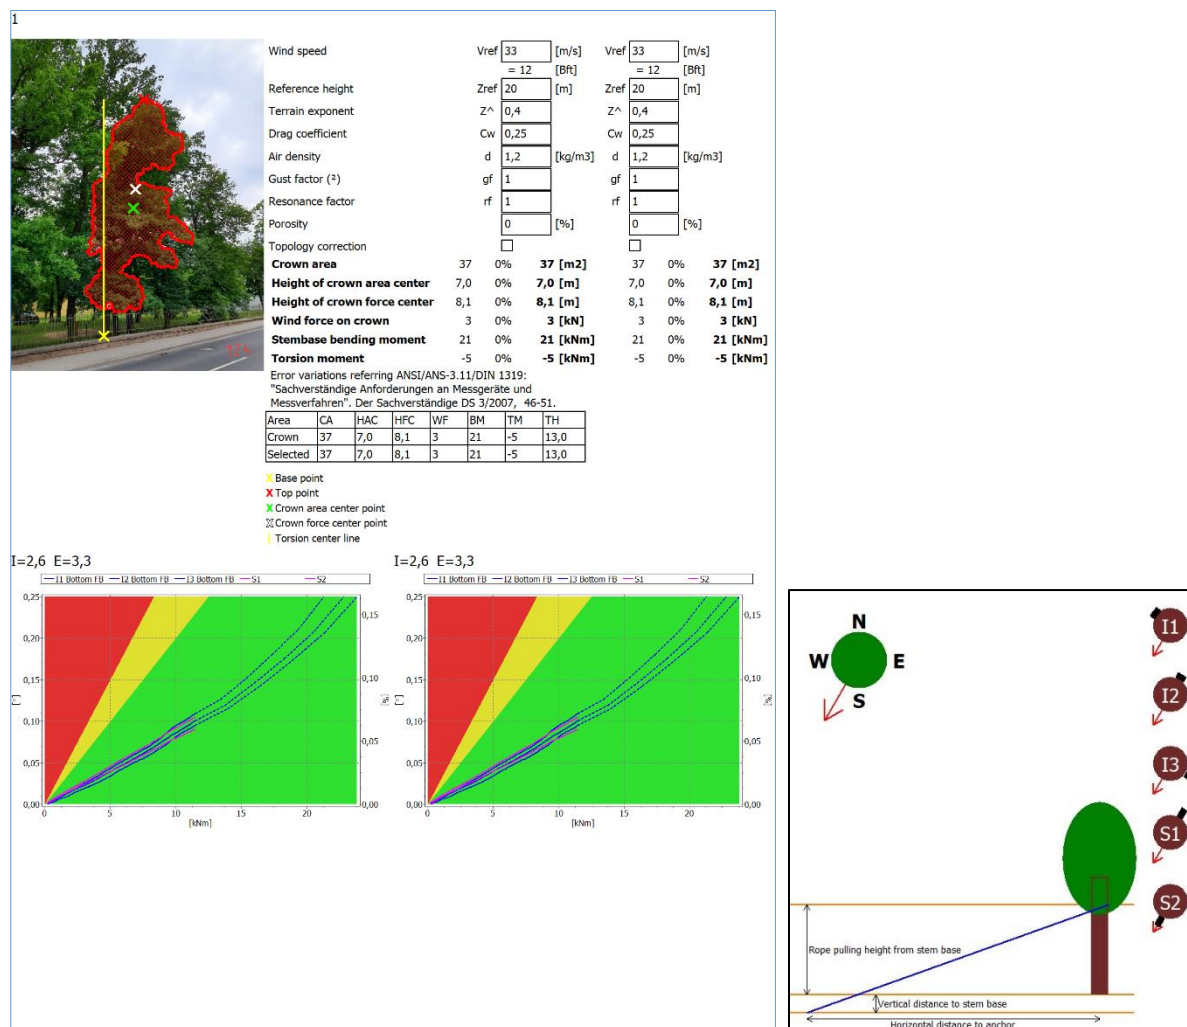 1
Wind speed Vref 33 [m/s] Vref 33 [m/s]
= 12 [Bft] = 12 [Bft]
Reference height Zref 20 [m] Zref 20 [m]
Terrain exponent Z^ 0,4 Z^ 0,4
Drag coefficient Cw 0,25 Cw 0,25
Air density d 1,2 [kg/m3] d 1,2 [kg/m3]
Gust factor (²) gf 1 gf 1
Resonance factor rf 1 rf 1
Porosity 0 [%] 0 [%]
Topology correction
Crown area 37 0% 37 [m2] 37 0% 37 [m2]
Height of crown area center 7,0 0% 7,0 [m] 7,0 0% 7,0 [m]
Height of crown force center 8,1 0% 8,1 [m] 8,1 0% 8,1 [m]
Wind force on crown 3 0% 3 [kN] 3 0% 3 [kN]
Stembase bending moment 21 0% 21 [kNm] 21 0% 21 [kNm]
Torsion moment -5 0% -5 [kNm] -5 0% -5 [kNm]
Error variations referring ANSI/ANS-3.11/DIN 1319:
"Sachverständige Anforderungen an Messgeräte und
Messverfahren". Der Sachverständige DS 3/2007, 46-51.
Area CA HAC HFC WF BM TM TH
Crown 37 7,0 8,1 3 21 -5 13,0
Selected 37 7,0 8,1 3 21 -5 13,0
X Base point
X Top point
X Crown area center point
X Crown force center point
| Torsion center line
I=2,6 E=3,3
I1 Bottom FB I2 Bottom FB I3 Bottom FB S1 S2
0,25
0,20
0,15
0,10
0,05
0,00
[°]
0,15
0,10
0,05
0,00
[%]
0 5 10 15 20
[kNm]
I=2,6 E=3,3
I1 Bottom FB I2 Bottom FB I3 Bottom FB S1 S2
0,25
0,20
0,15
0,10
0,05
0,00
[°]
0,15
0,10
0,05
0,00
[%]
0 5 10 15 20
[kNm]
N
W E
S
I1
I2
I3
S1
S2
Rope pulling height from stem base
Vertical distance to stem base
Horizontal distance to anchor